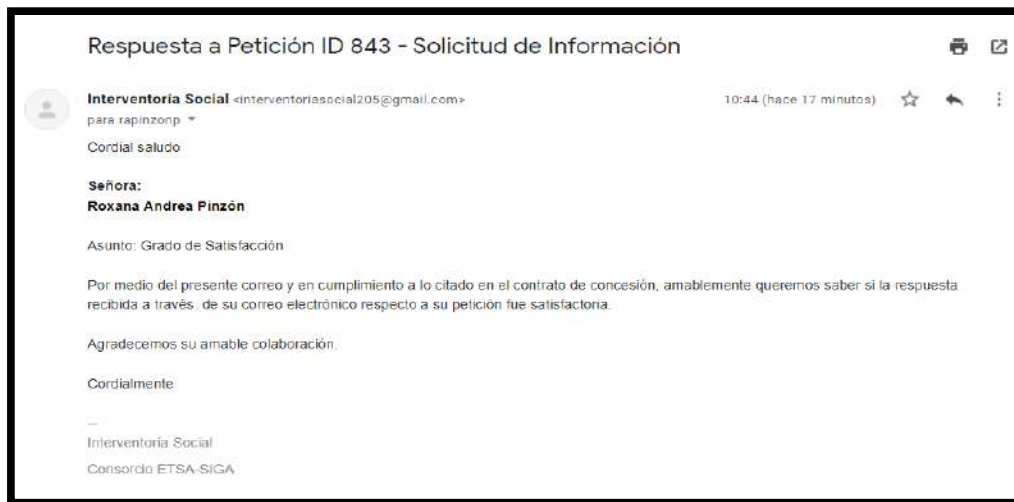 Respuesta a Petición ID 843 - Solicitud de Información
Interventoría Social <interventoriasocial205@gmail.com>
10:44 (hace 17 minutos)
para rapinzonp
Cordial saludo
Señora:
Roxana Andrea Pinzón
Asunto: Grado de Satisfacción
Por medio del presente correo y en cumplimiento a lo citado en el contrato de concesión, amablemente queremos saber si la respuesta
recibida a través de su correo electrónico respecto a su petición fue satisfactoria.
Agradecemos su amable colaboración.
Cordialmente
--
Interventoría Social
Consorcio ETSA-SIGA